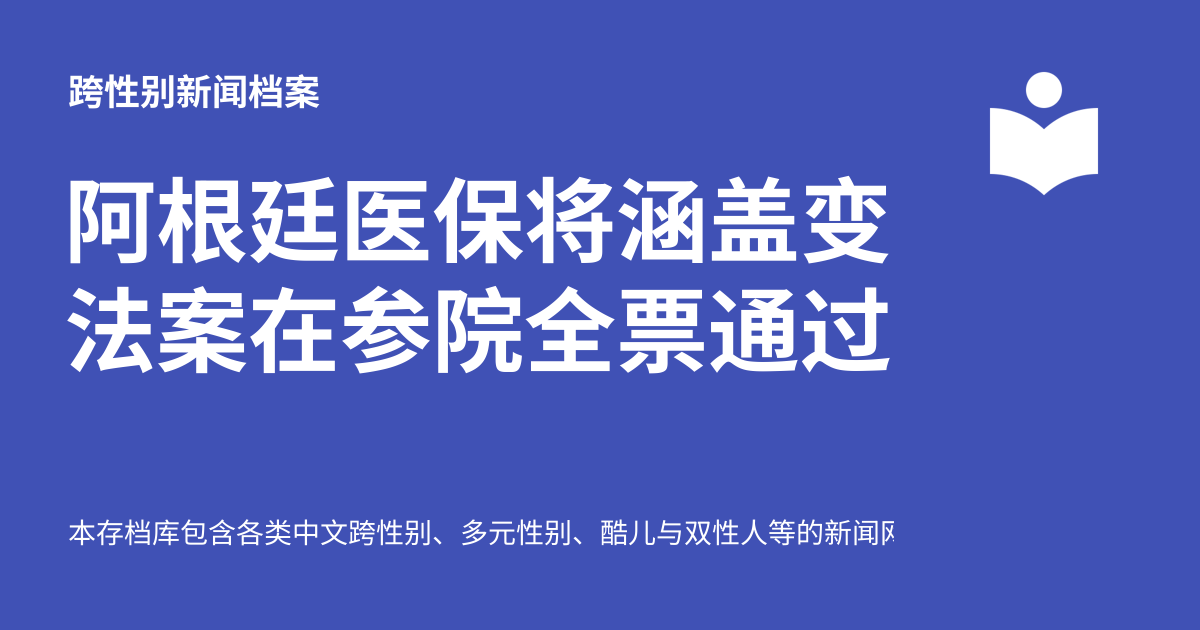 跨性别新闻档案
阿根廷医保将涵盖变
法案在参院全票通过
本存档库包含各类中文跨性别、多元性别、酷儿与双性人等的新闻